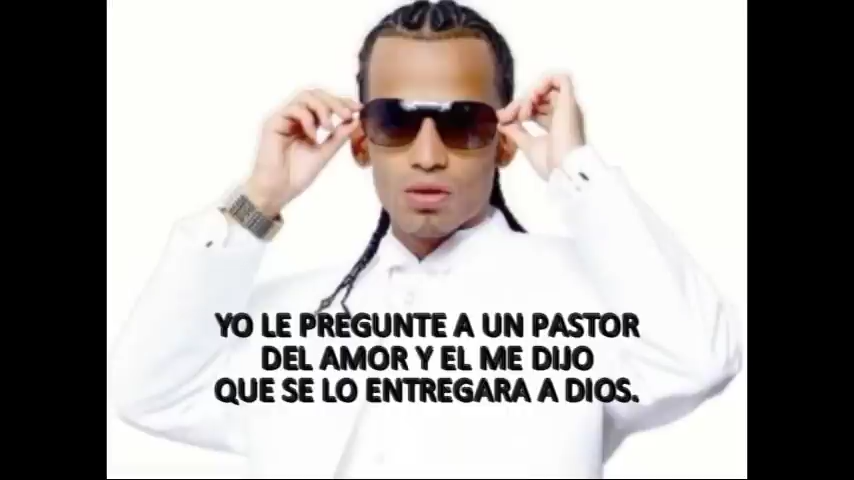 YO LE PREGUNTE A UN PASTOR
DEL AMOR Y EL ME DIJO
QUE SE LO ENTREGARA A DIOS.